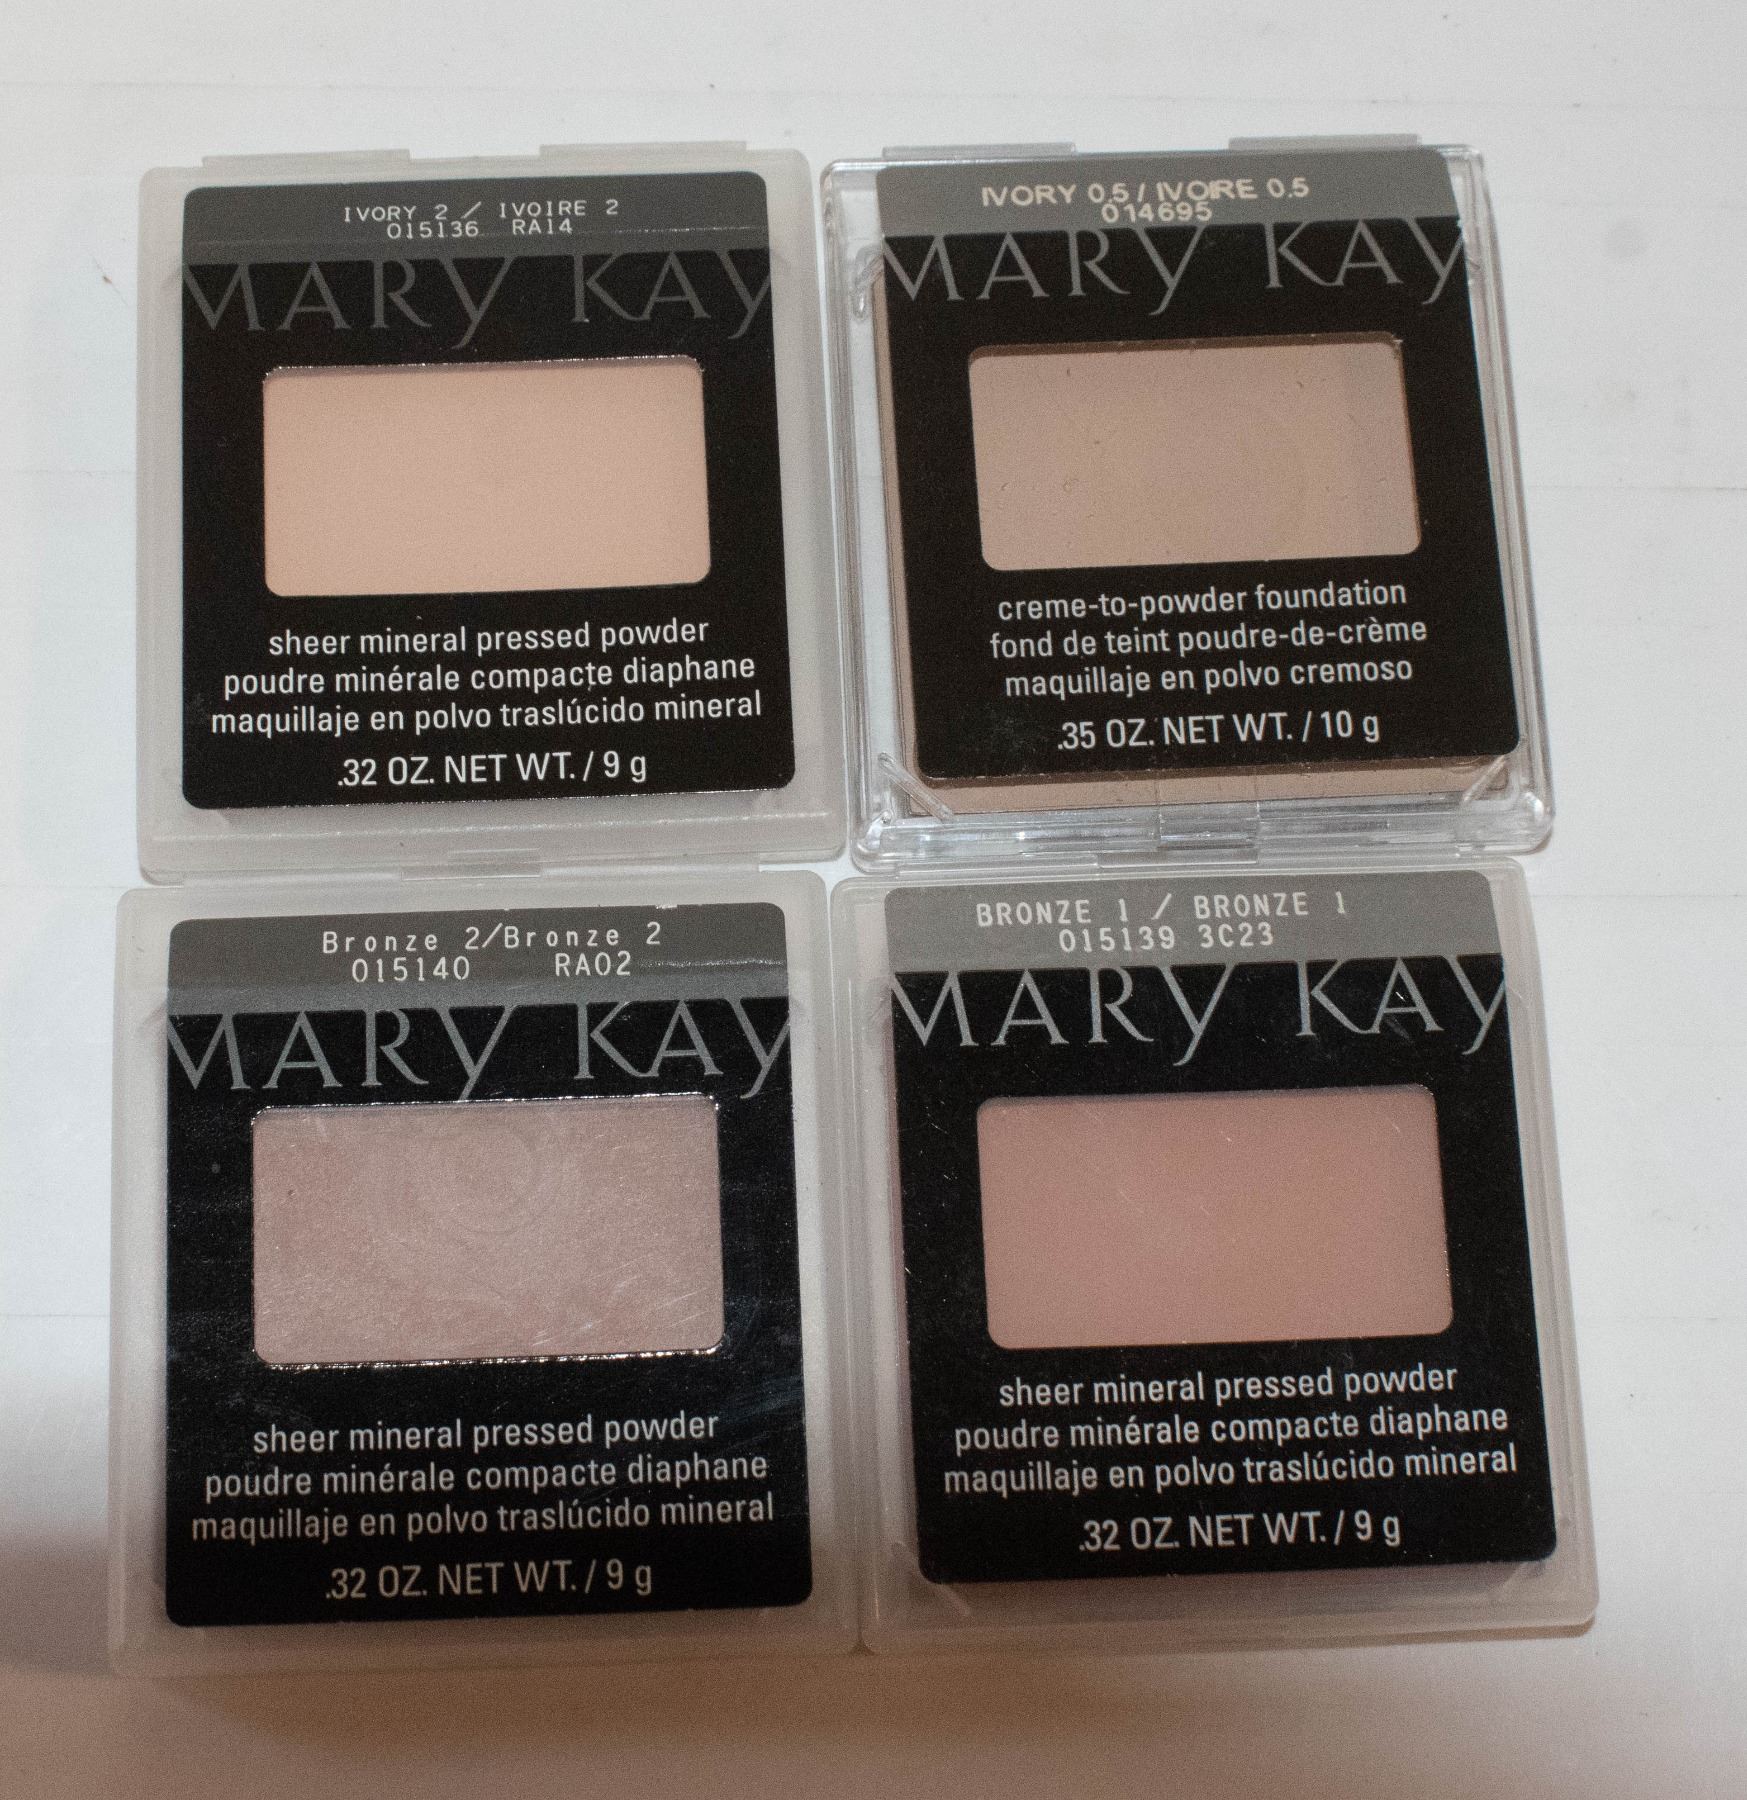 IVORY 2 / IVOIRE 2
015136 RA14
MARY KAY
sheer mineral pressed powder
poudre minérale compacte diaphane
maquillaje en polvo traslúcido mineral
.32 OZ. NET WT. / 9 g
IVORY 0.5 / IVOIRE 0.5
014695
MARY KAY
creme-to-powder foundation
fond de teint poudre-de-crème
maquillaje en polvo cremoso
.35 OZ. NET WT. / 10 g
Bronze 2/Bronze 2
015140 RA02
MARY KAY
sheer mineral pressed powder
poudre minérale compacte diaphane
maquillaje en polvo traslúcido mineral
.32 OZ. NET WT. / 9 g
BRONZE 1 / BRONZE 1
015139 3C23
MARY KAY
sheer mineral pressed powder
poudre minérale compacte diaphane
maquillaje en polvo traslúcido mineral
.32 OZ. NET WT. / 9 g